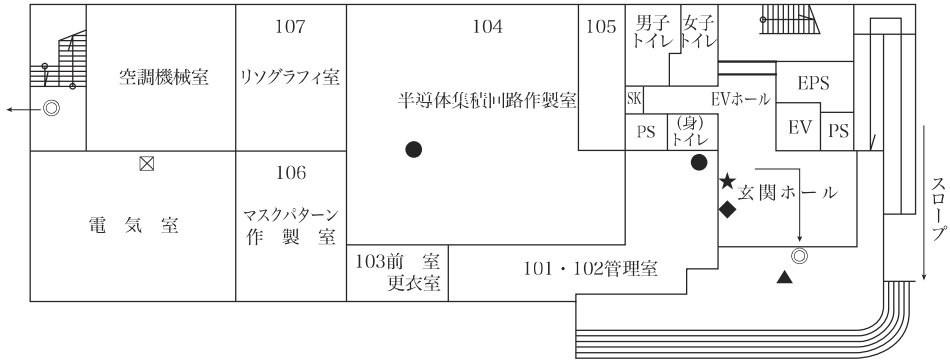 107
リソグラフィ室
104
半導体集積回路作製室
105
男子
トイレ
女子
トイレ
空調機械室
SK
EVホール
EPS
PS
(身)
トイレ
EV
PS
106
マスクパターン
作製室
電気室
103前室
更衣室
101・102管理室
玄関ホール
スロープ